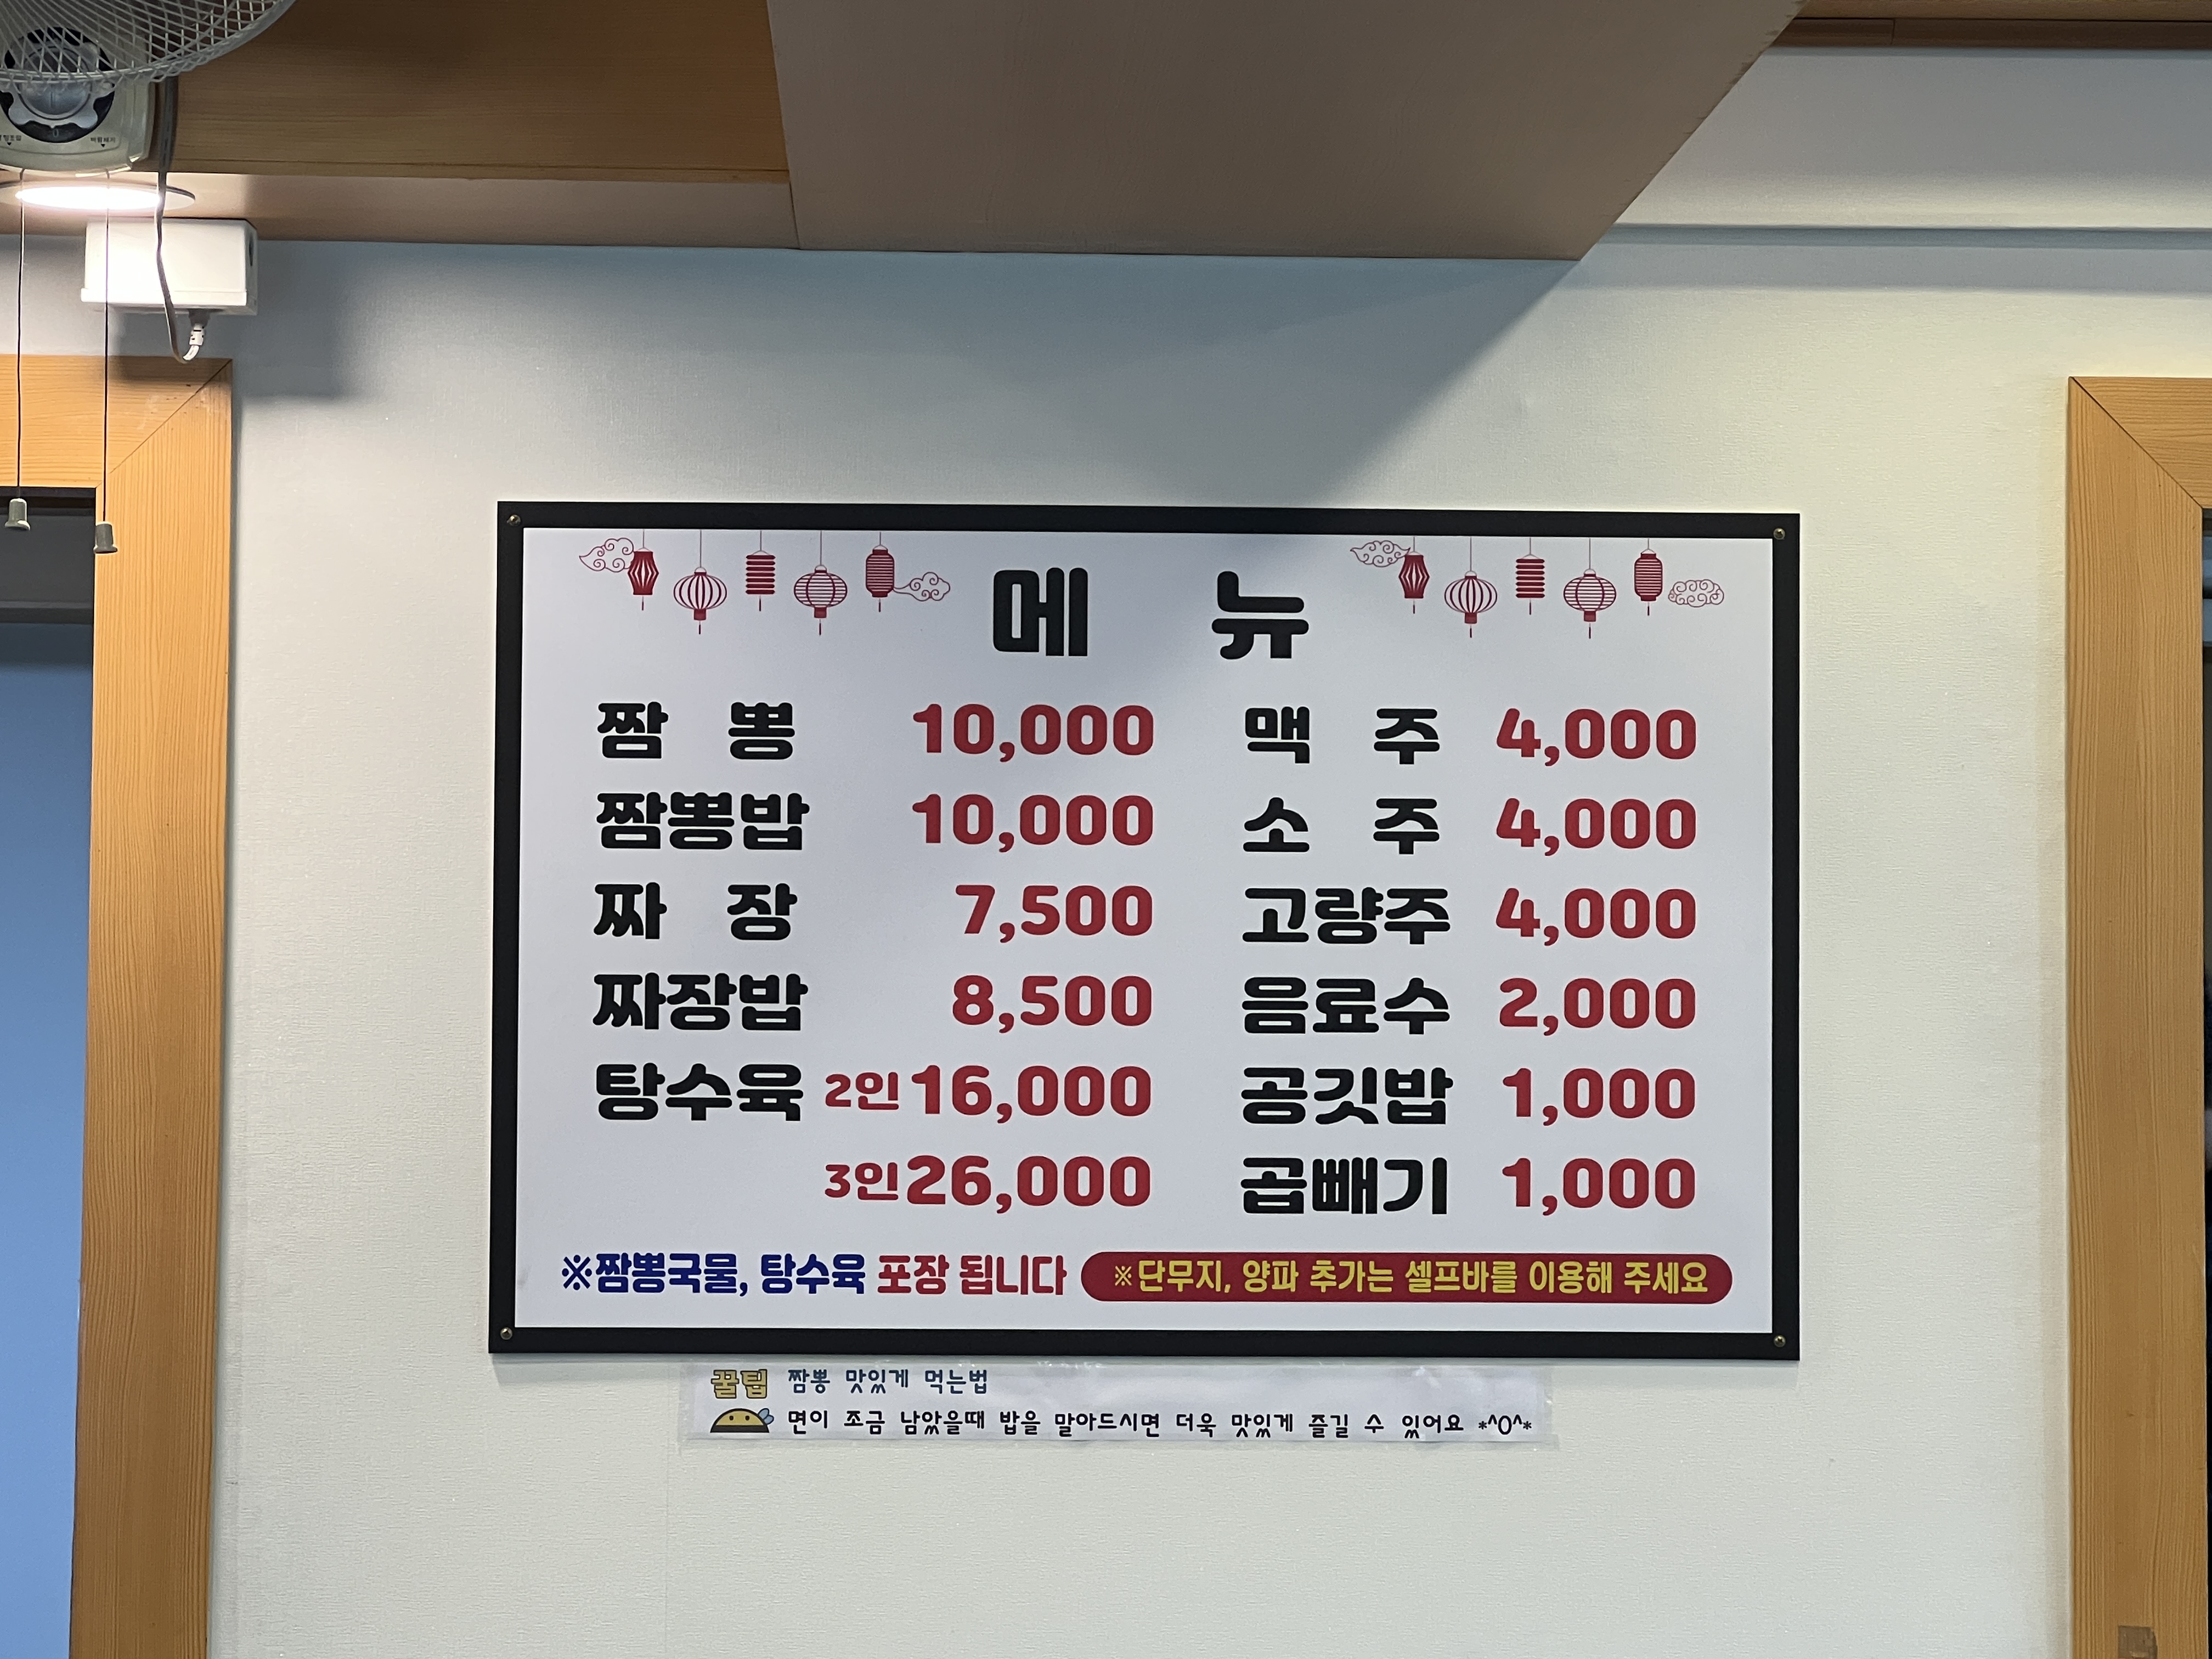 메 뉴
짬 뽕 10,000
짬뽕밥 10,000
짜 장 7,500
짜장밥 8,500
탕수육 2인 16,000
3인 26,000
맥 주 4,000
소 주 4,000
고량주 4,000
음료수 2,000
공깃밥 1,000
곱빼기 1,000
※짬뽕국물, 탕수육 포장 됩니다
※단무지, 양파 추가는 셀프바를 이용해 주세요
꿀팁 짬뽕 맛있게 먹는법
면이 조금 남았을때 밥을 말아드시면 더욱 맛있게 즐길 수 있어요 *^0^*